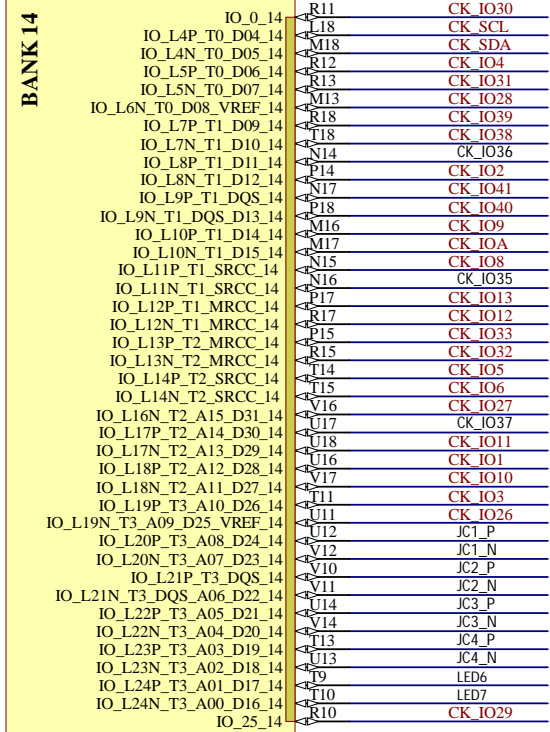 BANK 14
IO_0_14 R11 CK_IO30
IO_L4P_T0_D04_14 L18 CK_SCL
IO_L4N_T0_D05_14 M18 CK_SDA
IO_L5P_T0_D06_14 R12 CK_IO4
IO_L5N_T0_D07_14 R13 CK_IO31
IO_L6N_T0_D08_VREF_14 M13 CK_IO28
IO_L7P_T1_D09_14 R18 CK_IO39
IO_L7N_T1_D10_14 T18 CK_IO38
IO_L8P_T1_D11_14 N14 CK_IO36
IO_L8N_T1_D12_14 P14 CK_IO2
IO_L9P_T1_DQS_14 N17 CK_IO41
IO_L9N_T1_DQS_D13_14 P18 CK_IO40
IO_L10P_T1_D14_14 M16 CK_IO9
IO_L10N_T1_D15_14 M17 CK_IOA
IO_L11P_T1_SRCC_14 N15 CK_IO8
IO_L11N_T1_SRCC_14 N16 CK_IO35
IO_L12P_T1_MRCC_14 P17 CK_IO13
IO_L12N_T1_MRCC_14 R17 CK_IO12
IO_L13P_T2_MRCC_14 P15 CK_IO33
IO_L13N_T2_MRCC_14 R15 CK_IO32
IO_L14P_T2_SRCC_14 T14 CK_IO5
IO_L14N_T2_SRCC_14 T15 CK_IO6
IO_L16N_T2_A15_D31_14 V16 CK_IO27
IO_L17P_T2_A14_D30_14 U17 CK_IO37
IO_L17N_T2_A13_D29_14 U18 CK_IO11
IO_L18P_T2_A12_D28_14 U16 CK_IO1
IO_L18N_T2_A11_D27_14 V17 CK_IO10
IO_L19P_T3_A10_D26_14 T11 CK_IO3
IO_L19N_T3_A09_D25_VREF_14 U11 CK_IO26
IO_L20P_T3_A08_D24_14 U12 JC1_P
IO_L20N_T3_A07_D23_14 V12 JC1_N
IO_L21P_T3_DQS_14 V10 JC2_P
IO_L21N_T3_DQS_A06_D22_14 V11 JC2_N
IO_L22P_T3_A05_D21_14 U14 JC3_P
IO_L22N_T3_A04_D20_14 V14 JC3_N
IO_L23P_T3_A03_D19_14 T13 JC4_P
IO_L23N_T3_A02_D18_14 U13 JC4_N
IO_L24P_T3_A01_D17_14 T9 LED6
IO_L24N_T3_A00_D16_14 T10 LED7
IO_25_14 R10 CK_IO29